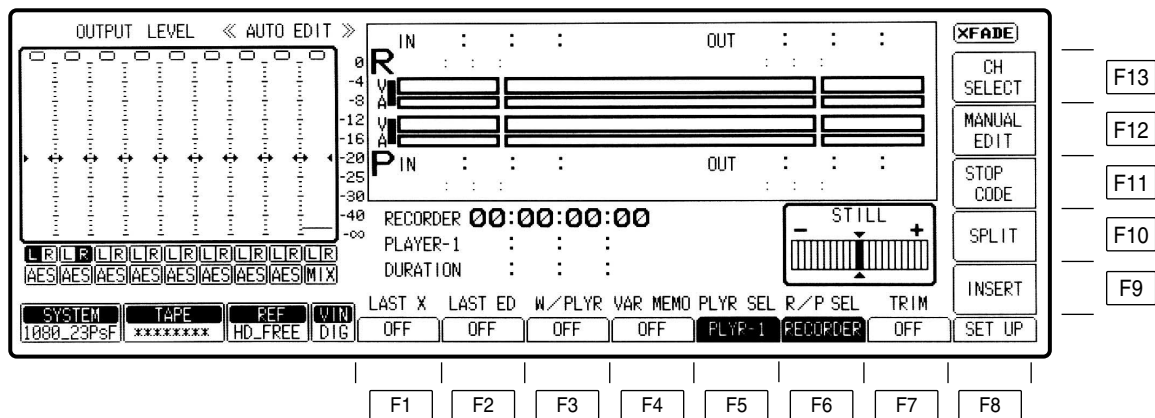 OUTPUT LEVEL ≪ AUTO EDIT ≫
0
-4
-8
-12
-16
-20
-25
-30
-40
-∞
L R L R L R L R L R L R L R L R L R
AES AES AES AES AES AES AES AES MIX
SYSTEM TAPE REF VIN
1080_23PsF ******** HD_FREE DIG
IN : : : OUT : : :
R : : : : : :
V
A
V
A
P IN : : : OUT : : :
: : : : : :
RECORDER 00:00:00:00
PLAYER-1 : : :
DURATION : : :
STILL
- +
LAST X LAST ED W/PLYR VAR MEMO PLYR SEL R/P SEL TRIM
OFF OFF OFF OFF PLYR-1 RECORDER OFF SET UP
XFADE
CH
SELECT
MANUAL
EDIT
STOP
CODE
SPLIT
INSERT
F13
F12
F11
F10
F9
F1 F2 F3 F4 F5 F6 F7 F8